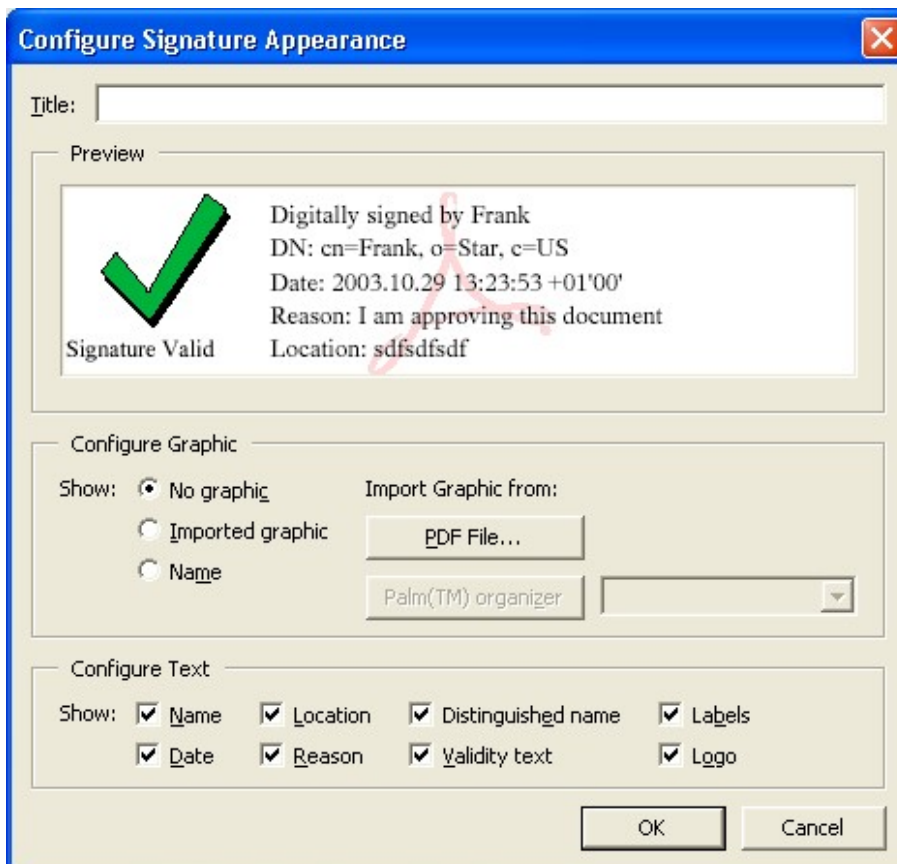 Configure Signature Appearance
Title:
Preview
Digitally signed by Frank
DN: cn=Frank, o=Star, c=US
Date: 2003.10.29 13:23:53 +01'00'
Reason: I am approving this document
Signature Valid Location: sdfsdfsdf
Configure Graphic
Show: No graphic Import Graphic from:
Imported graphic PDF File...
Name
Palm(TM) organizer
Configure Text
Show: Name Location Distinguished name Labels
Date Reason Validity text Logo
OK Cancel